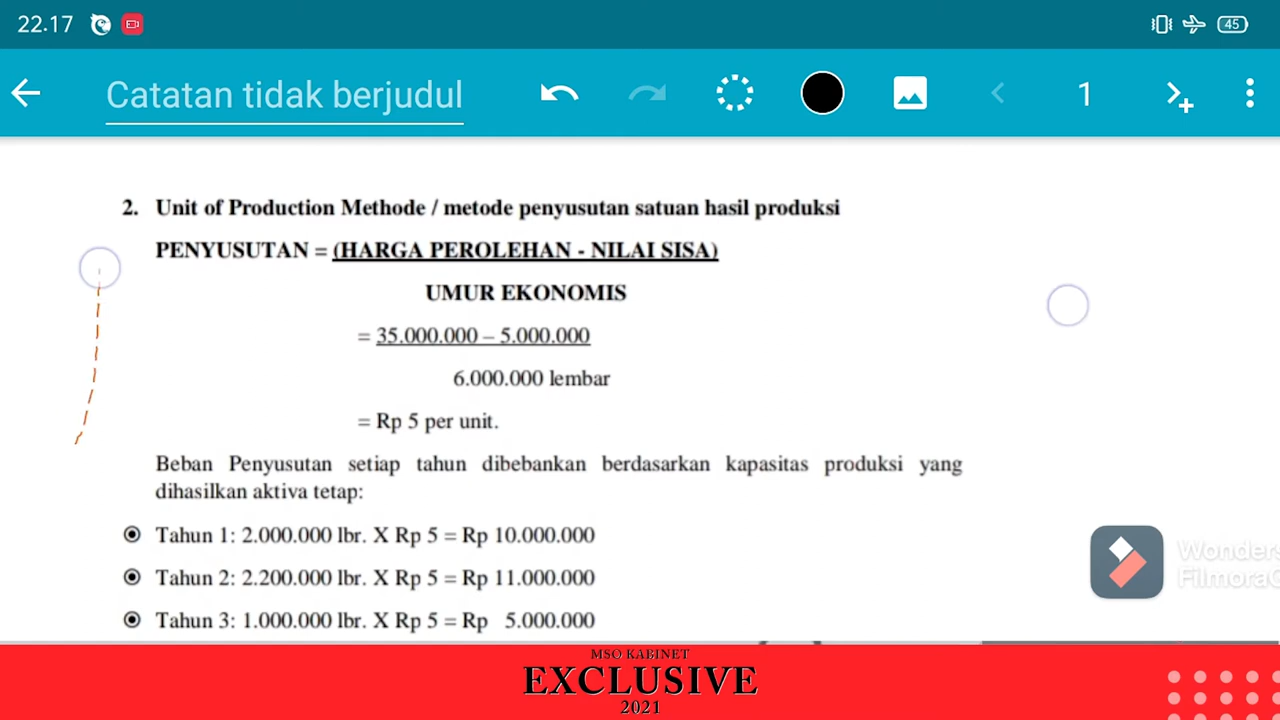 22.17
45
Catatan tidak berjudul
1
2. Unit of Production Methode / metode penyusutan satuan hasil produksi
PENYUSUTAN = (HARGA PEROLEHAN - NILAI SISA)
UMUR EKONOMIS
= 35.000.000 – 5.000.000
6.000.000 lembar
= Rp 5 per unit.
Beban Penyusutan setiap tahun dibebankan berdasarkan kapasitas produksi yang
dihasilkan aktiva tetap:
Tahun 1: 2.000.000 lbr. X Rp 5 = Rp 10.000.000
Tahun 2: 2.200.000 lbr. X Rp 5 = Rp 11.000.000
Tahun 3: 1.000.000 lbr. X Rp 5 = Rp 5.000.000
Wonders
Filmora
MSO KABINET
EXCLUSIVE
2021